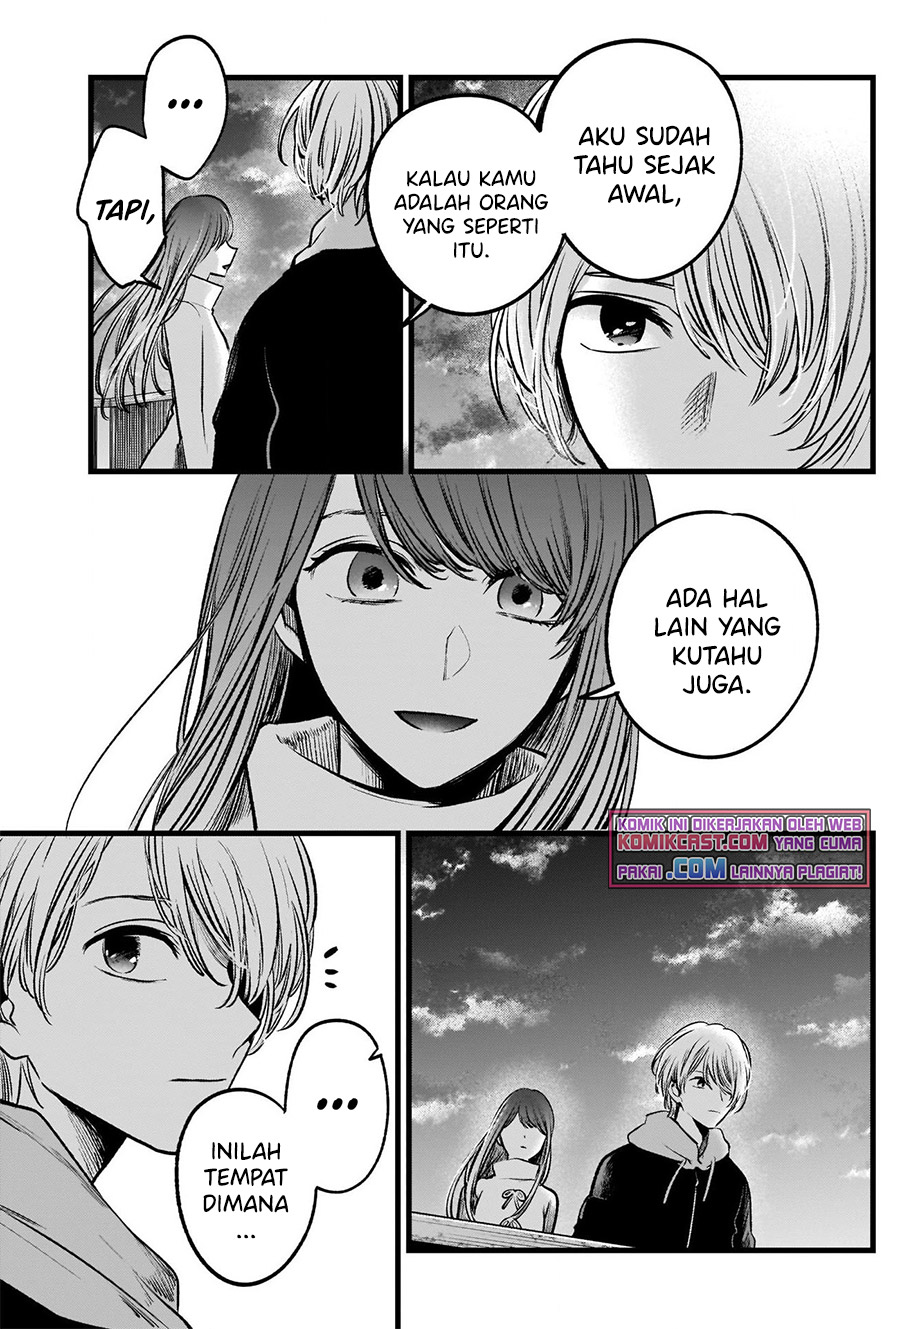 AKU SUDAH
TAHU SEJAK
AWAL,
KALAU KAMU
ADALAH ORANG
YANG SEPERTI
ITU.
...
TAPI,
ADA HAL
LAIN YANG
KUTAHU
JUGA.
KOMIK INI DIKERJAKAN OLEH WEB
KOMIKCAST.COM YANG CUMA
PAKAI .COM LAINNYA PLAGIAT!
...
INILAH
TEMPAT
DIMANA
...